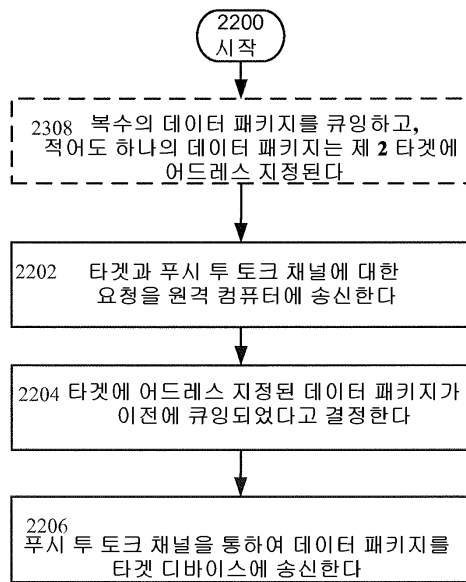 2200
시작
2308 복수의 데이터 패키지를 큐잉하고,
적어도 하나의 데이터 패키지는 제 2 타겟에
어드레스 지정된다
2202 타겟과 푸시 투 토크 채널에 대한
요청을 원격 컴퓨터에 송신한다
2204 타겟에 어드레스 지정된 데이터 패키지가
이전에 큐잉되었다고 결정한다
2206
푸시 투 토크 채널을 통하여 데이터 패키지를
타겟 디바이스에 송신한다